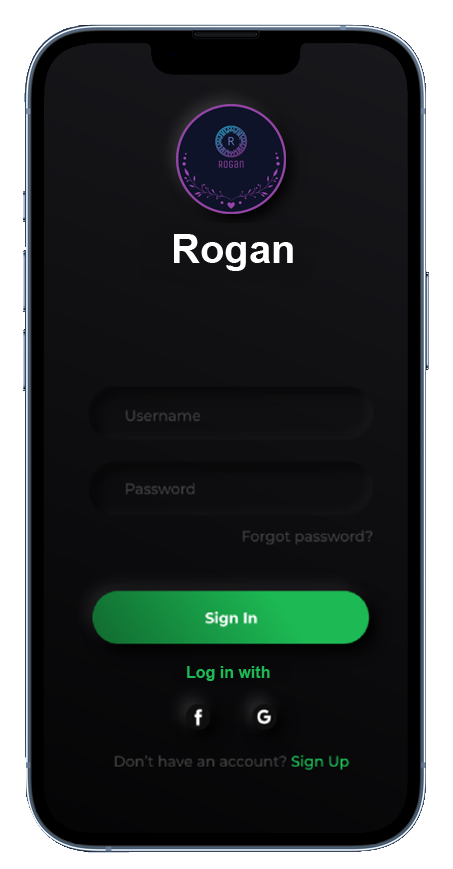 R
ROGAN
Rogan
Username
Password
Forgot password?
Sign In
Log in with
f G
Don't have an account? Sign Up